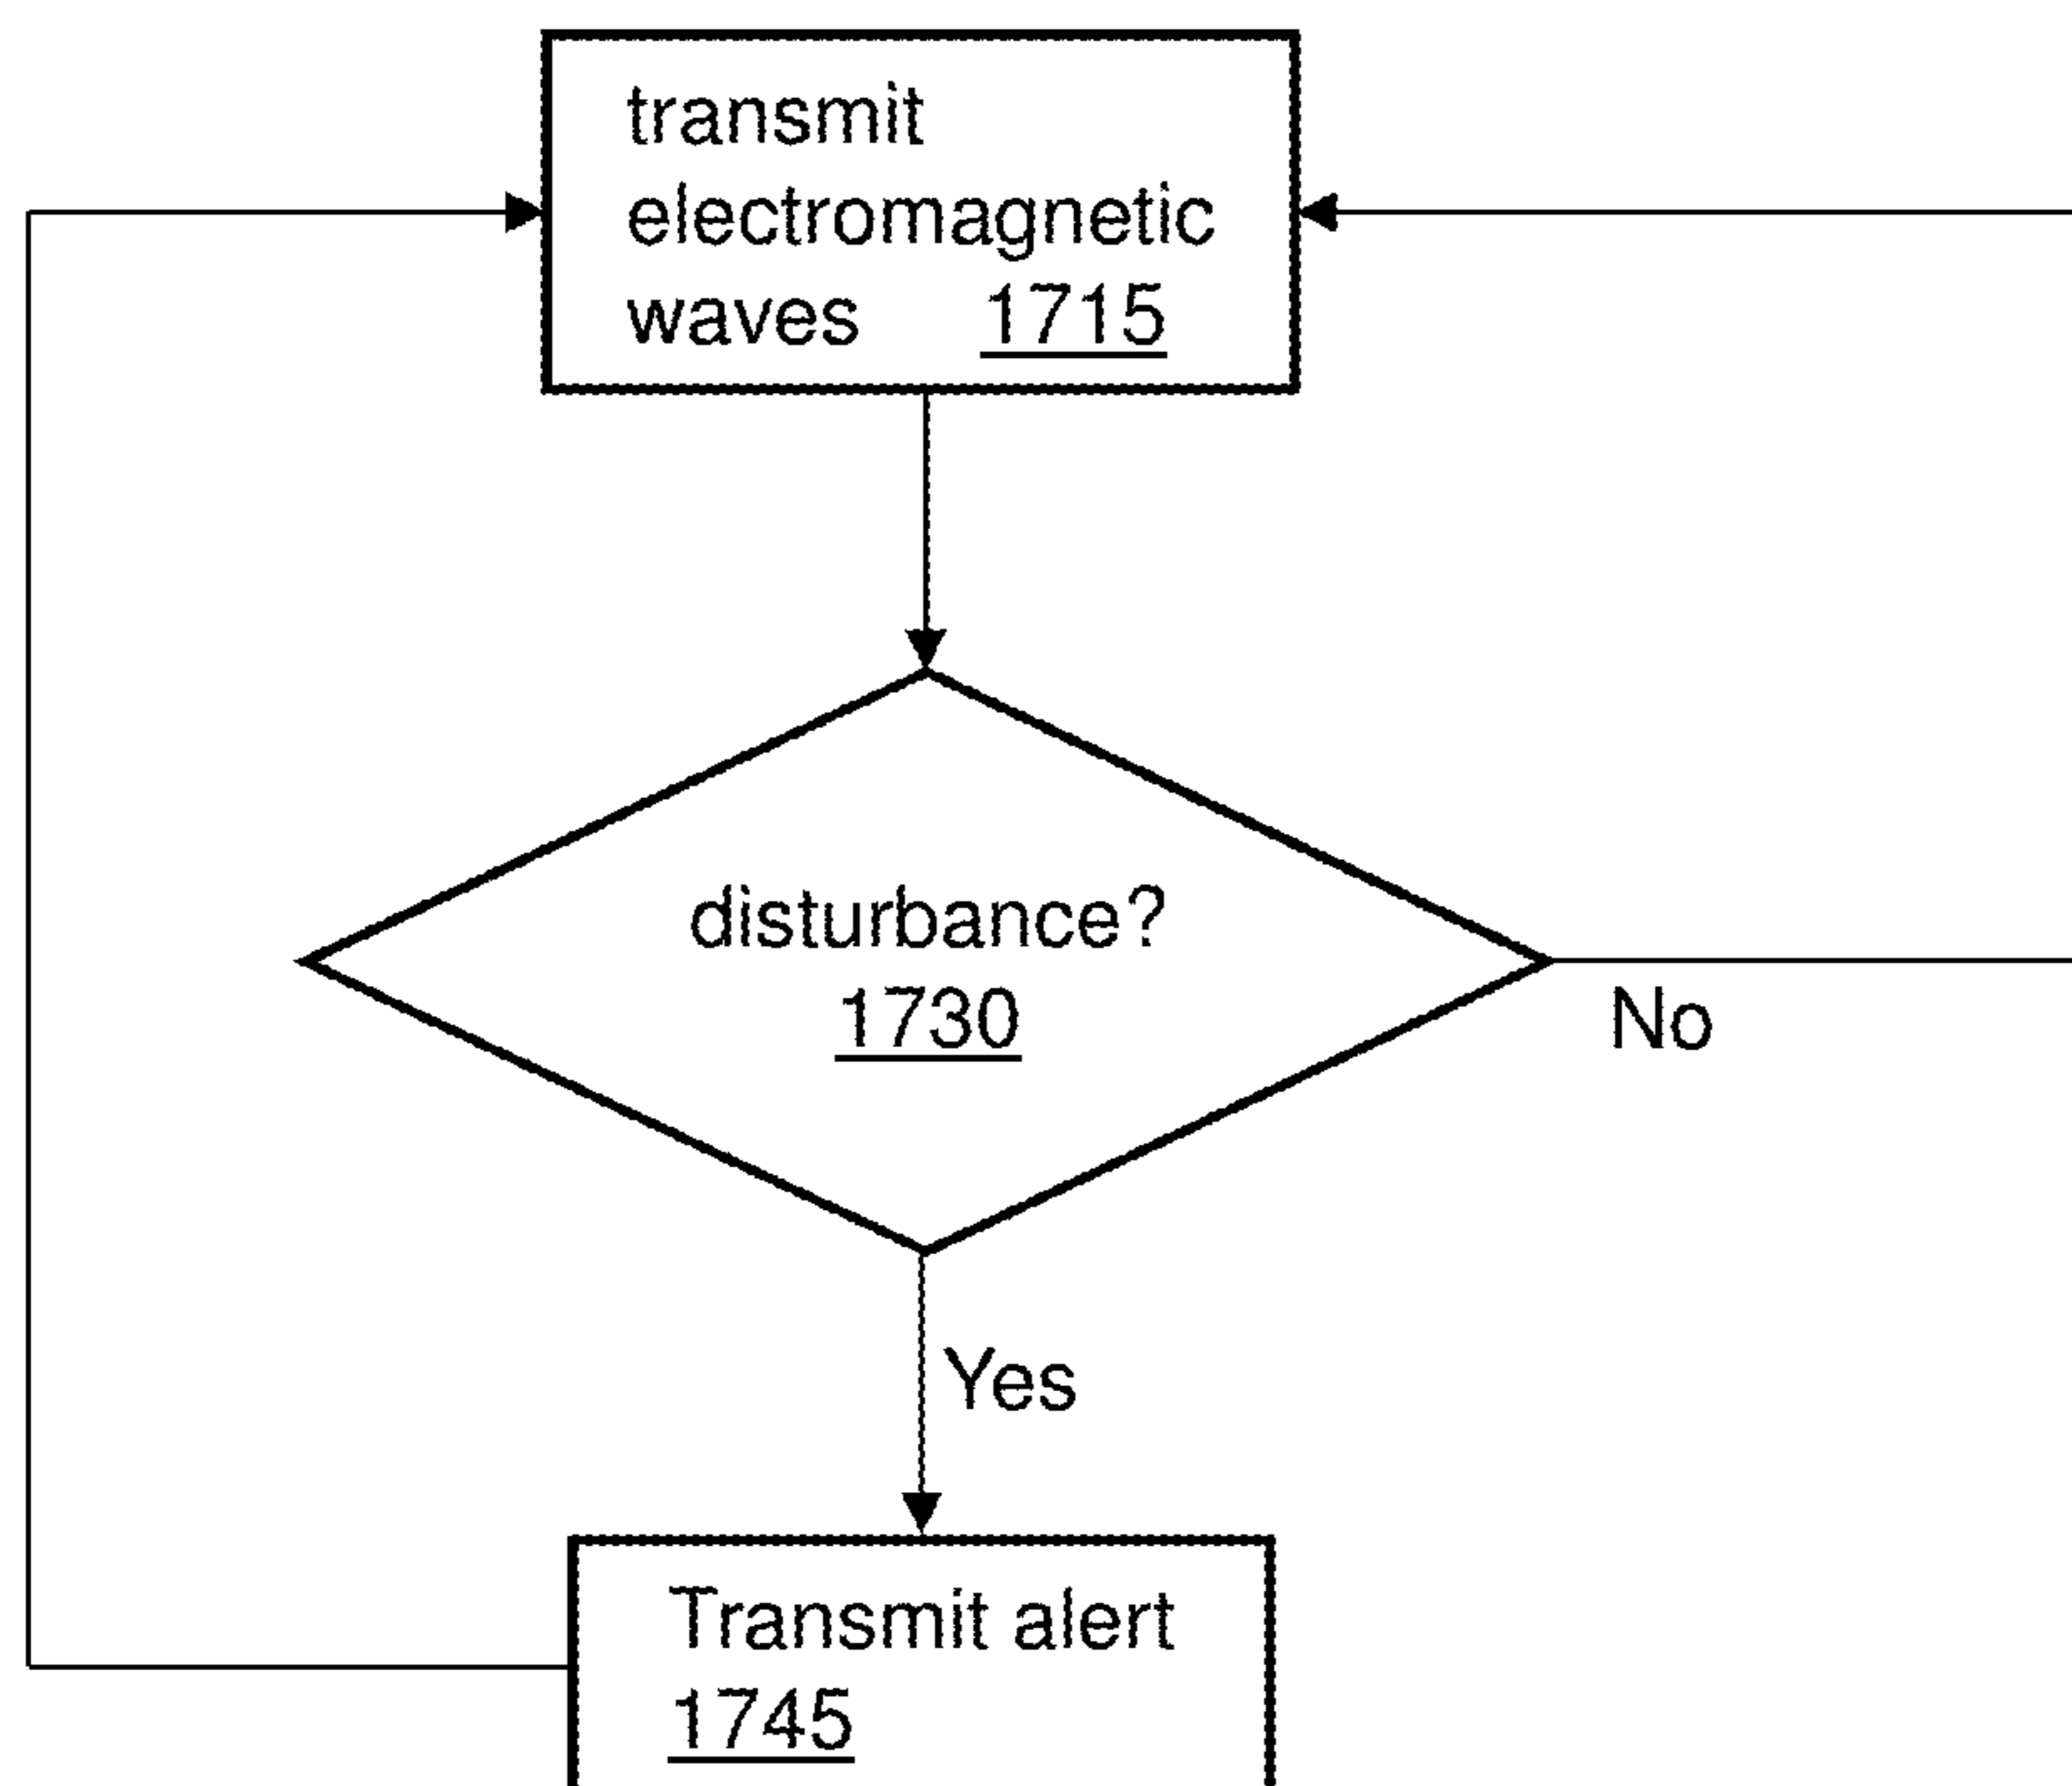 transmit
electromagnetic
waves 1715
disturbance?
1730
No
Yes
Transmit alert
1745